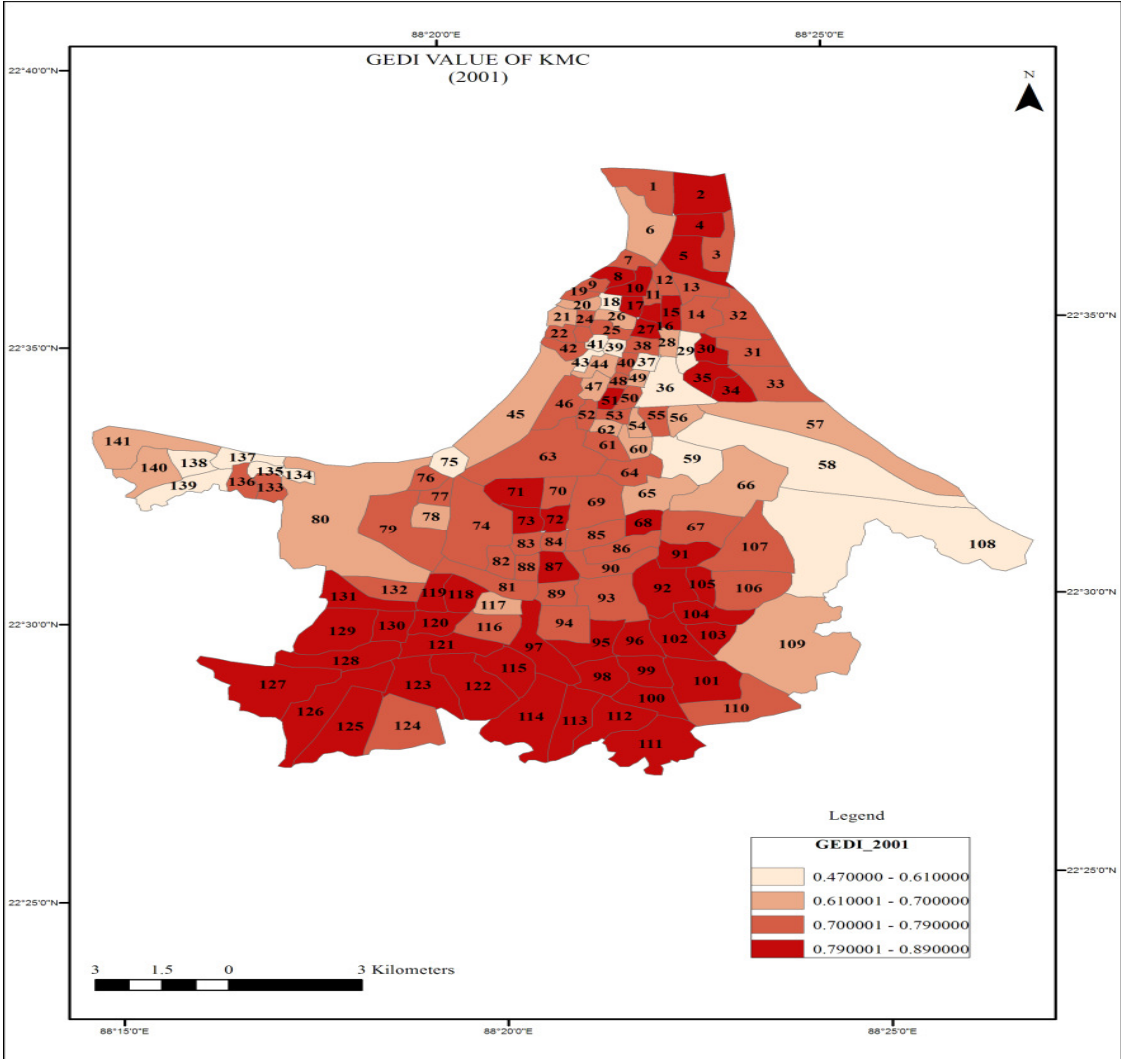 88°20'0"E 88°25'0"E
GEDI VALUE OF KMC
(2001)
N
22°40'0"N
22°35'0"N
22°35'0"N
22°30'0"N
22°30'0"N
22°25'0"N
22°25'0"N
1 2
6 4
7 5 3
8 12
19 9 10 11 13
20 18 17 15 14 32
21 24 26 27 16
22 25 38 28 30 31
42 41 39 29
43 44 40 37 35 33
47 48 49 36 34
45 46 51 50
52 53 55 56 57
62 54
61 60
141 137 75 63 59 58
140 138 135 134 76 64
139 136 133 77 71 70 65 66
80 78 69
79 74 73 72 68 67 107 108
83 84 85 86
82 88 87 90 91
131 132 119 118 81 89 93 92 105 106
117 104
129 130 120 116 94 103
128 121 97 95 96 102 109
127 123 122 115 98 99 101
126 100 110
125 124 114 113 112
111
Legend
GEDI_2001
0.470000 - 0.610000
0.610001 - 0.700000
0.700001 - 0.790000
0.790001 - 0.890000
3 1.5 0 3 Kilometers
88°15'0"E 88°20'0"E 88°25'0"E